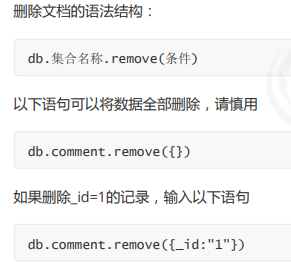 删除文档的语法结构：
db.集合名称.remove(条件)
以下语句可以将数据全部删除，请慎用
db.comment.remove({})
如果删除_id=1的记录，输入以下语句
db.comment.remove({_id:"1"})